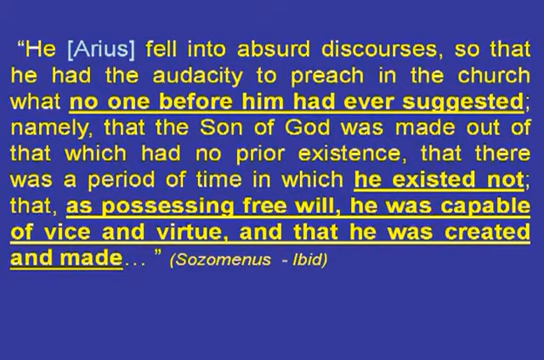 “He [Arius] fell into absurd discourses, so that
he had the audacity to preach in the church
what no one before him had ever suggested;
namely, that the Son of God was made out of
that which had no prior existence, that there
was a period of time in which he existed not;
that, as possessing free will, he was capable
of vice and virtue, and that he was created
and made… ” (Sozomenus - Ibid)